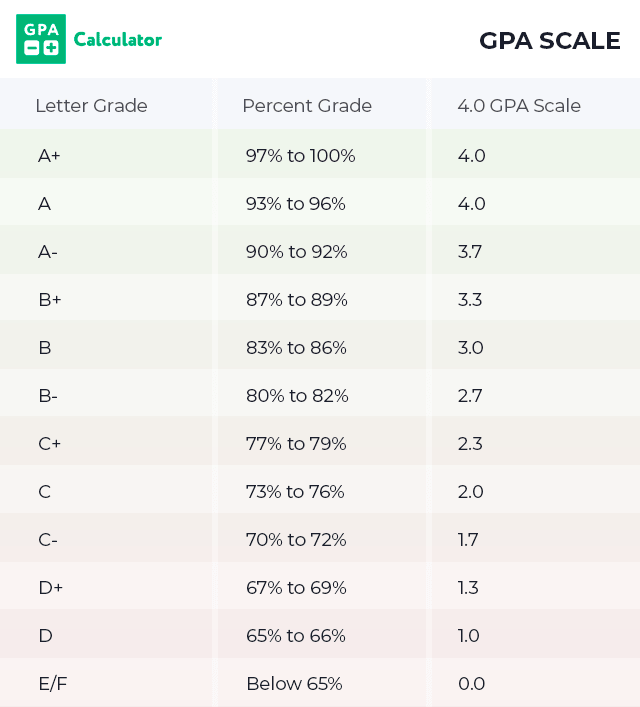 GPA
Calculator
GPA SCALE
Letter Grade Percent Grade 4.0 GPA Scale
A+ 97% to 100% 4.0
A 93% to 96% 4.0
A- 90% to 92% 3.7
B+ 87% to 89% 3.3
B 83% to 86% 3.0
B- 80% to 82% 2.7
C+ 77% to 79% 2.3
C 73% to 76% 2.0
C- 70% to 72% 1.7
D+ 67% to 69% 1.3
D 65% to 66% 1.0
E/F Below 65% 0.0